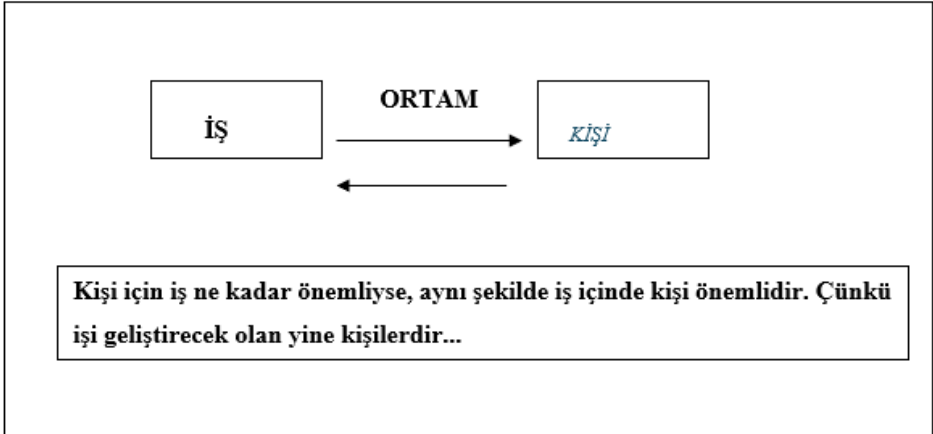 ORTAM
İŞ
KİŞİ
Kişi için iş ne kadar önemliyse, aynı şekilde iş içinde kişi önemlidir. Çünkü
işi geliştirecek olan yine kişilerdir...